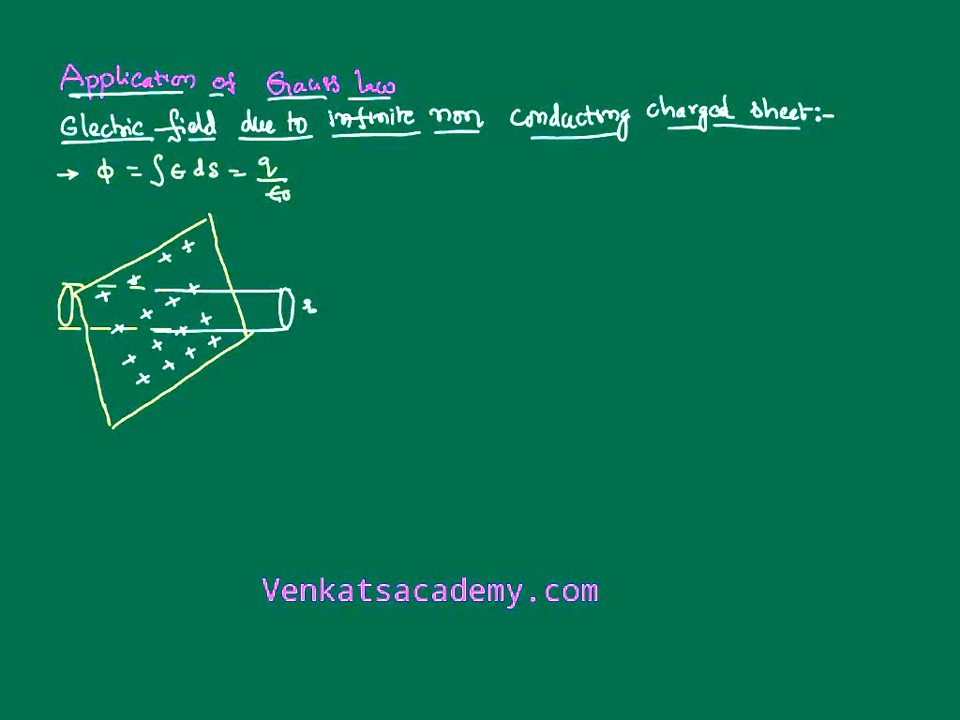 Application of Gauss law
Electric field due to infinite non conducting charged sheet:-
→ ϕ = ∫E ds = q/ε0
r
Venkatsacademy.com